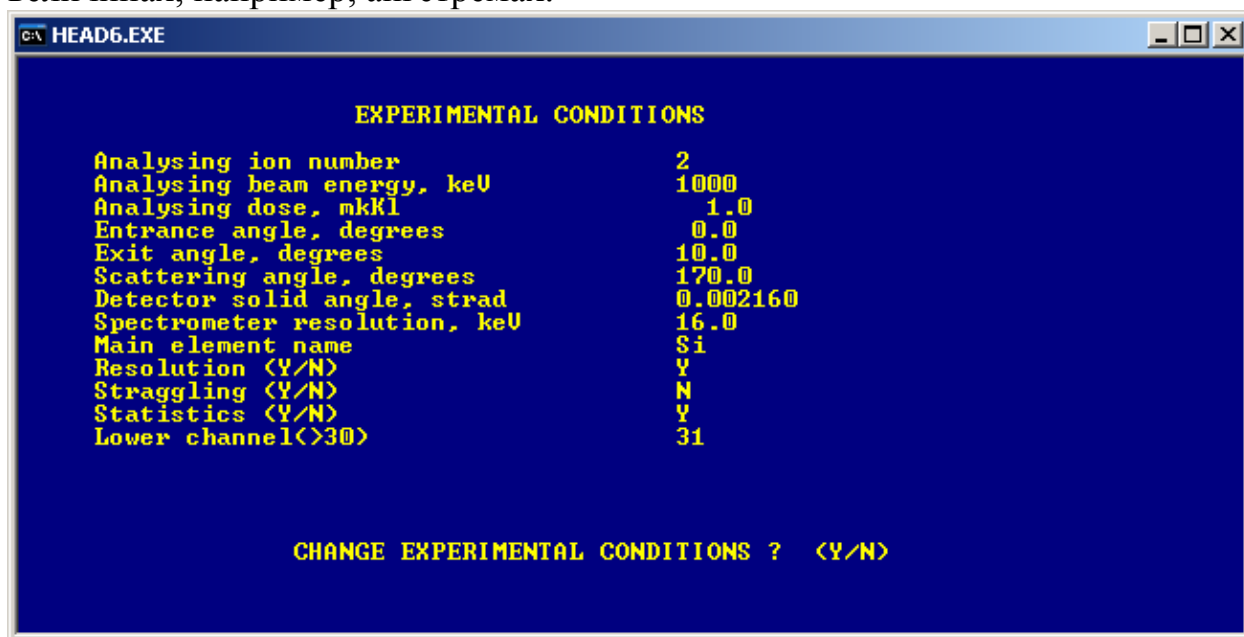 HEAD6.EXE
EXPERIMENTAL CONDITIONS
Analysing ion number 2
Analysing beam energy, keV 1000
Analysing dose, mkKl 1.0
Entrance angle, degrees 0.0
Exit angle, degrees 10.0
Scattering angle, degrees 170.0
Detector solid angle, strad 0.002160
Spectrometer resolution, keV 16.0
Main element name Si
Resolution (Y/N) Y
Straggling (Y/N) N
Statistics (Y/N) Y
Lower channel(>30) 31
CHANGE EXPERIMENTAL CONDITIONS ? (Y/N)